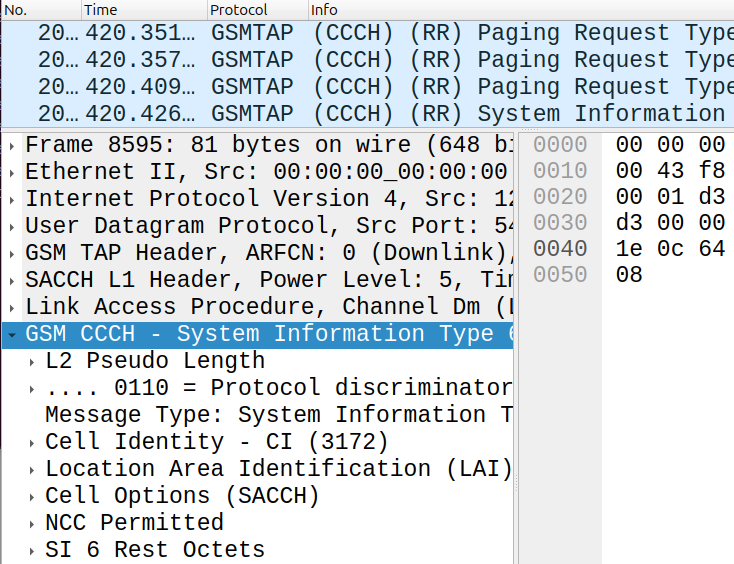 No. Time Protocol Info
20… 420.351… GSMTAP (CCCH) (RR) Paging Request Type
20… 420.357… GSMTAP (CCCH) (RR) Paging Request Type
20… 420.409… GSMTAP (CCCH) (RR) Paging Request Type
20… 420.426… GSMTAP (CCCH) (RR) System Information
Frame 8595: 81 bytes on wire (648 bi
Ethernet II, Src: 00:00:00_00:00:00
Internet Protocol Version 4, Src: 12
User Datagram Protocol, Src Port: 54
GSM TAP Header, ARFCN: 0 (Downlink),
SACCH L1 Header, Power Level: 5, Tim
Link Access Procedure, Channel Dm (L
GSM CCCH - System Information Type 6
L2 Pseudo Length
.... 0110 = Protocol discriminator
Message Type: System Information T
Cell Identity - CI (3172)
Location Area Identification (LAI)
Cell Options (SACCH)
NCC Permitted
SI 6 Rest Octets
0000 00 00 00
0010 00 43 f8
0020 00 01 d3
0030 d3 00 00
0040 1e 0c 64
0050 08